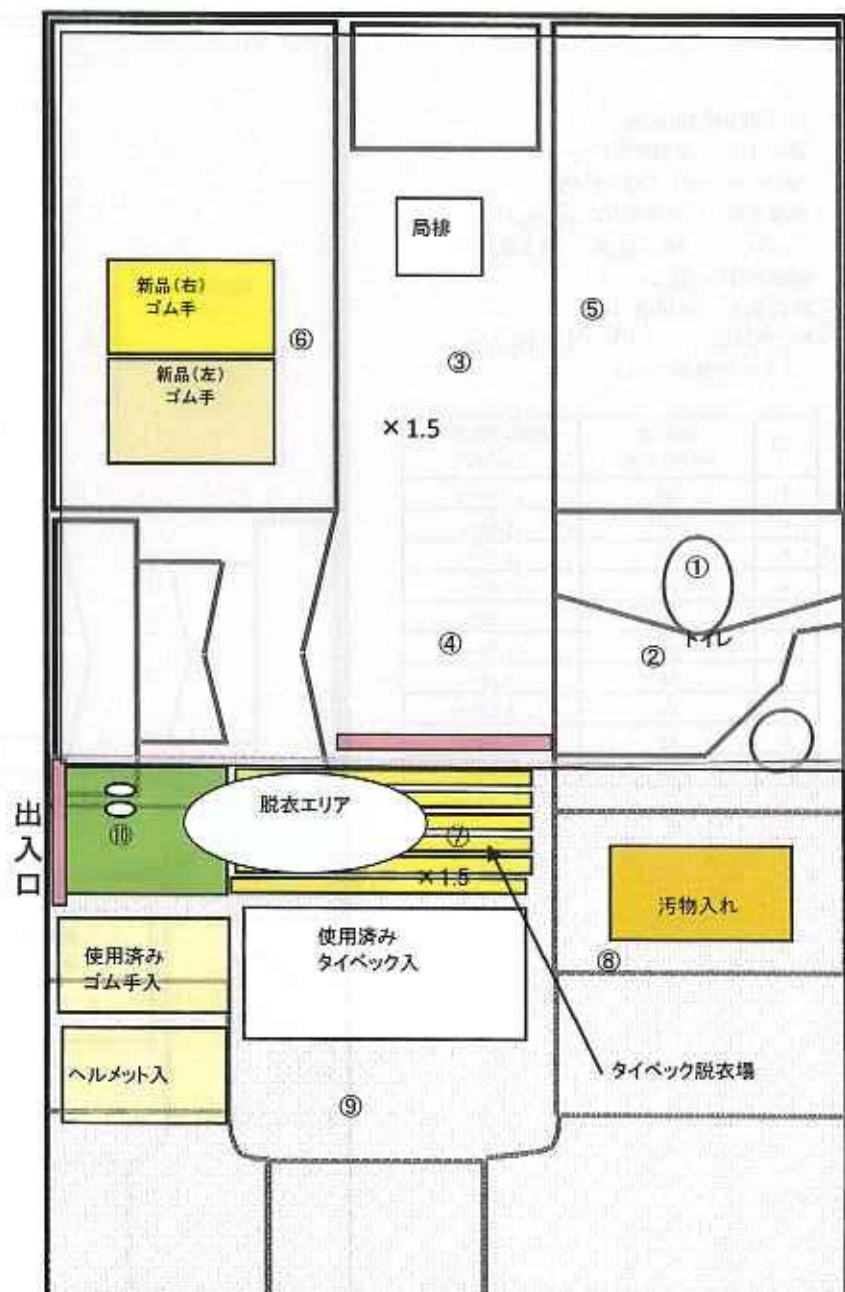 局排
新品(右)
ゴム手
⑤
⑥
③
新品(左)
ゴム手
×1.5
①
トイレ
④
②
出入口
脱衣エリア
⑩
⑦
×1.5
汚物入れ
使用済み
タイベック入
使用済み
ゴム手入
⑧
ヘルメット入
タイベック脱衣場
⑨